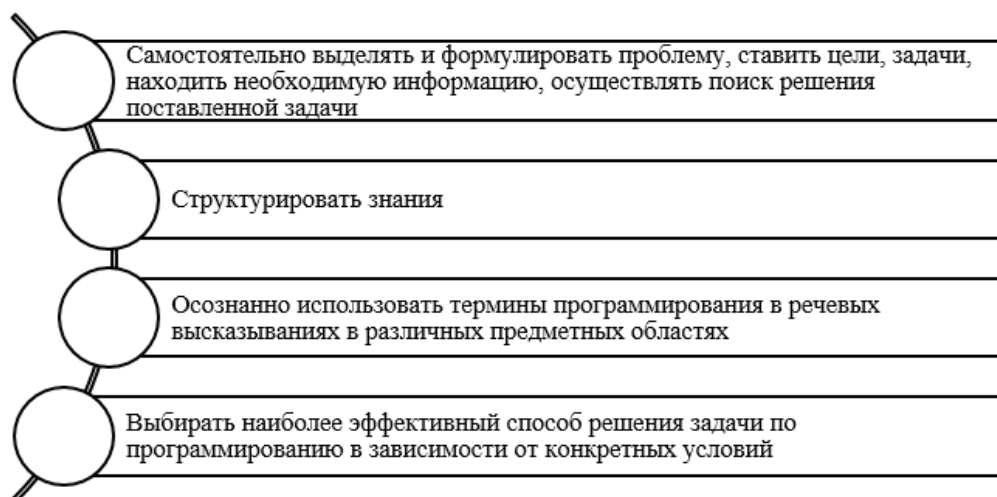 Самостоятельно выделять и формулировать проблему, ставить цели, задачи,
находить необходимую информацию, осуществлять поиск решения
поставленной задачи
Структурировать знания
Осознанно использовать термины программирования в речевых
высказываниях в различных предметных областях
Выбирать наиболее эффективный способ решения задачи по
программированию в зависимости от конкретных условий